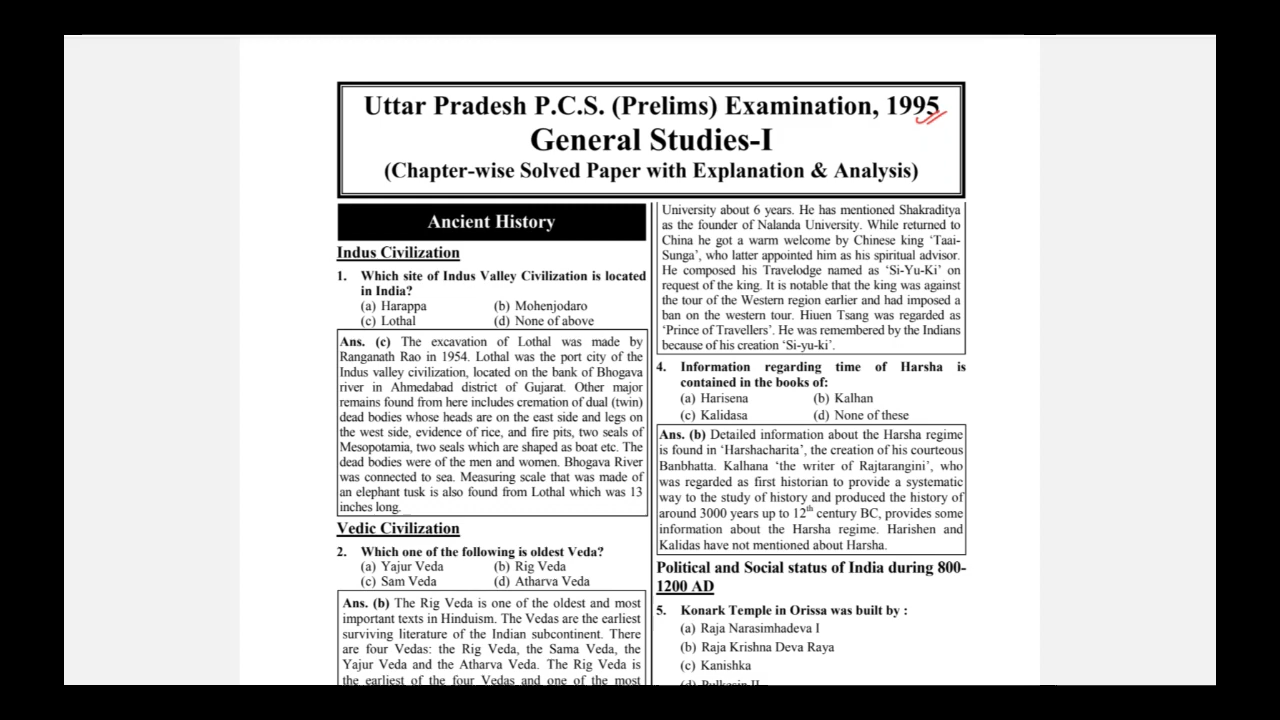 Uttar Pradesh P.C.S. (Prelims) Examination, 1995
General Studies-I
(Chapter-wise Solved Paper with Explanation & Analysis)
Ancient History
Indus Civilization
1. Which site of Indus Valley Civilization is located
in India?
(a) Harappa (b) Mohenjodaro
(c) Lothal (d) None of above
Ans. (c) The excavation of Lothal was made by
Ranganath Rao in 1954. Lothal was the port city of the
Indus valley civilization, located on the bank of Bhogava
river in Ahmedabad district of Gujarat. Other major
remains found from here includes cremation of dual (twin)
dead bodies whose heads are on the east side and legs on
the west side, evidence of rice, and fire pits, two seals of
Mesopotamia, two seals which are shaped as boat etc. The
dead bodies were of the men and women. Bhogava River
was connected to sea. Measuring scale that was made of
an elephant tusk is also found from Lothal which was 13
inches long.
Vedic Civilization
2. Which one of the following is oldest Veda?
(a) Yajur Veda (b) Rig Veda
(c) Sam Veda (d) Atharva Veda
Ans. (b) The Rig Veda is one of the oldest and most
important texts in Hinduism. The Vedas are the earliest
surviving literature of the Indian subcontinent. There
are four Vedas: the Rig Veda, the Sama Veda, the
Yajur Veda and the Atharva Veda. The Rig Veda is
the earliest of the four Vedas and one of the most
University about 6 years. He has mentioned Shakraditya
as the founder of Nalanda University. While returned to
China he got a warm welcome by Chinese king ‘Taai-
Sunga’, who latter appointed him as his spiritual advisor.
He composed his Travelodge named as ‘Si-Yu-Ki’ on
request of the king. It is notable that the king was against
the tour of the Western region earlier and had imposed a
ban on the western tour. Hiuen Tsang was regarded as
‘Prince of Travellers’. He was remembered by the Indians
because of his creation ‘Si-yu-ki’.
4. Information regarding time of Harsha is
contained in the books of:
(a) Harisena (b) Kalhan
(c) Kalidasa (d) None of these
Ans. (b) Detailed information about the Harsha regime
is found in ‘Harshacharita’, the creation of his courteous
Banbhatta. Kalhana ‘the writer of Rajtarangini’, who
was regarded as first historian to provide a systematic
way to the study of history and produced the history of
around 3000 years up to 12th century BC, provides some
information about the Harsha regime. Harishen and
Kalidas have not mentioned about Harsha.
Political and Social status of India during 800-
1200 AD
5. Konark Temple in Orissa was built by :
(a) Raja Narasimhadeva I
(b) Raja Krishna Deva Raya
(c) Kanishka
(d) Pulkesin II